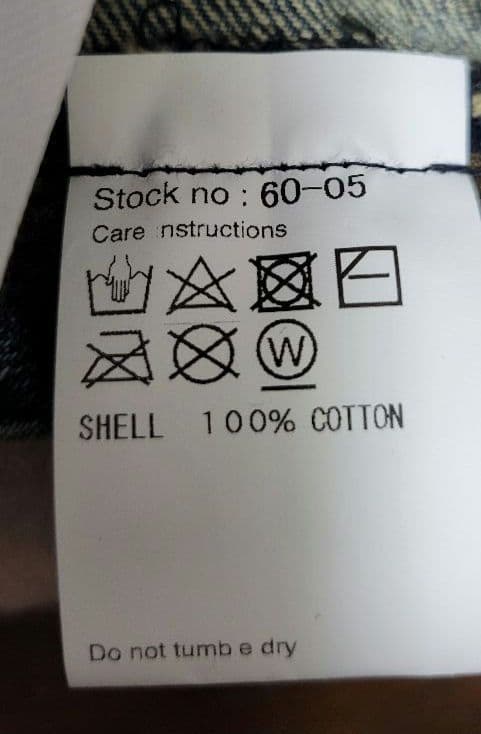 Stock no : 60-05
Care nstructions
W
SHELL 100% COTTON
Do not tumb e dry